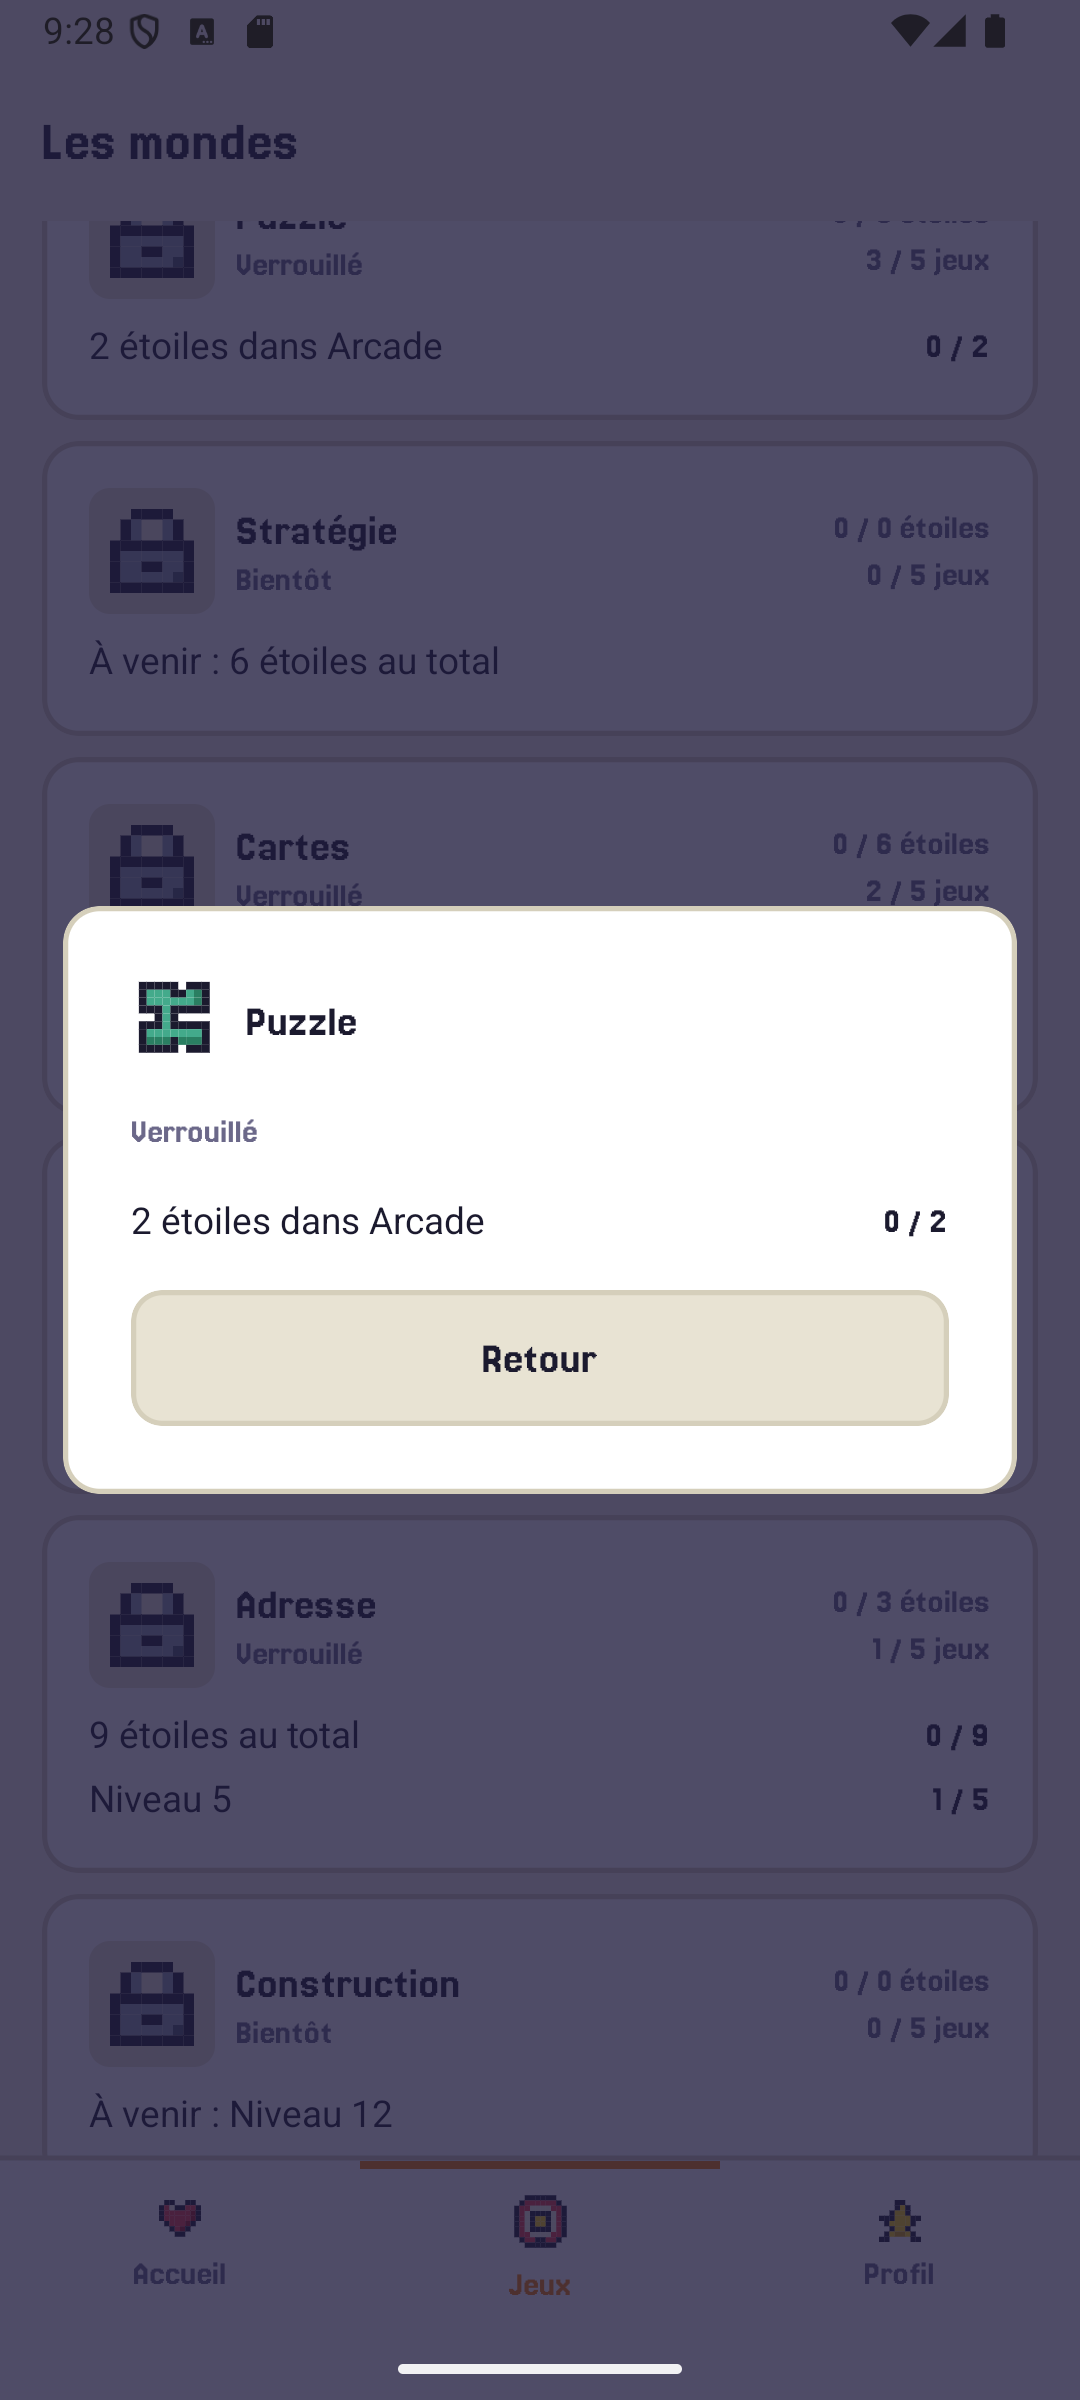 9:28
Les mondes
Puzzle
Verrouillé
3 / 5 jeux
2 étoiles dans Arcade
0 / 2
Stratégie
0 / 0 étoiles
Bientôt
0 / 5 jeux
À venir : 6 étoiles au total
Cartes
0 / 6 étoiles
Verrouillé
2 / 5 jeux
Puzzle
Verrouillé
2 étoiles dans Arcade
0 / 2
Retour
Adresse
0 / 3 étoiles
Verrouillé
1 / 5 jeux
9 étoiles au total
0 / 9
Niveau 5
1 / 5
Construction
0 / 0 étoiles
Bientôt
0 / 5 jeux
À venir : Niveau 12
Accueil
Jeux
Profil